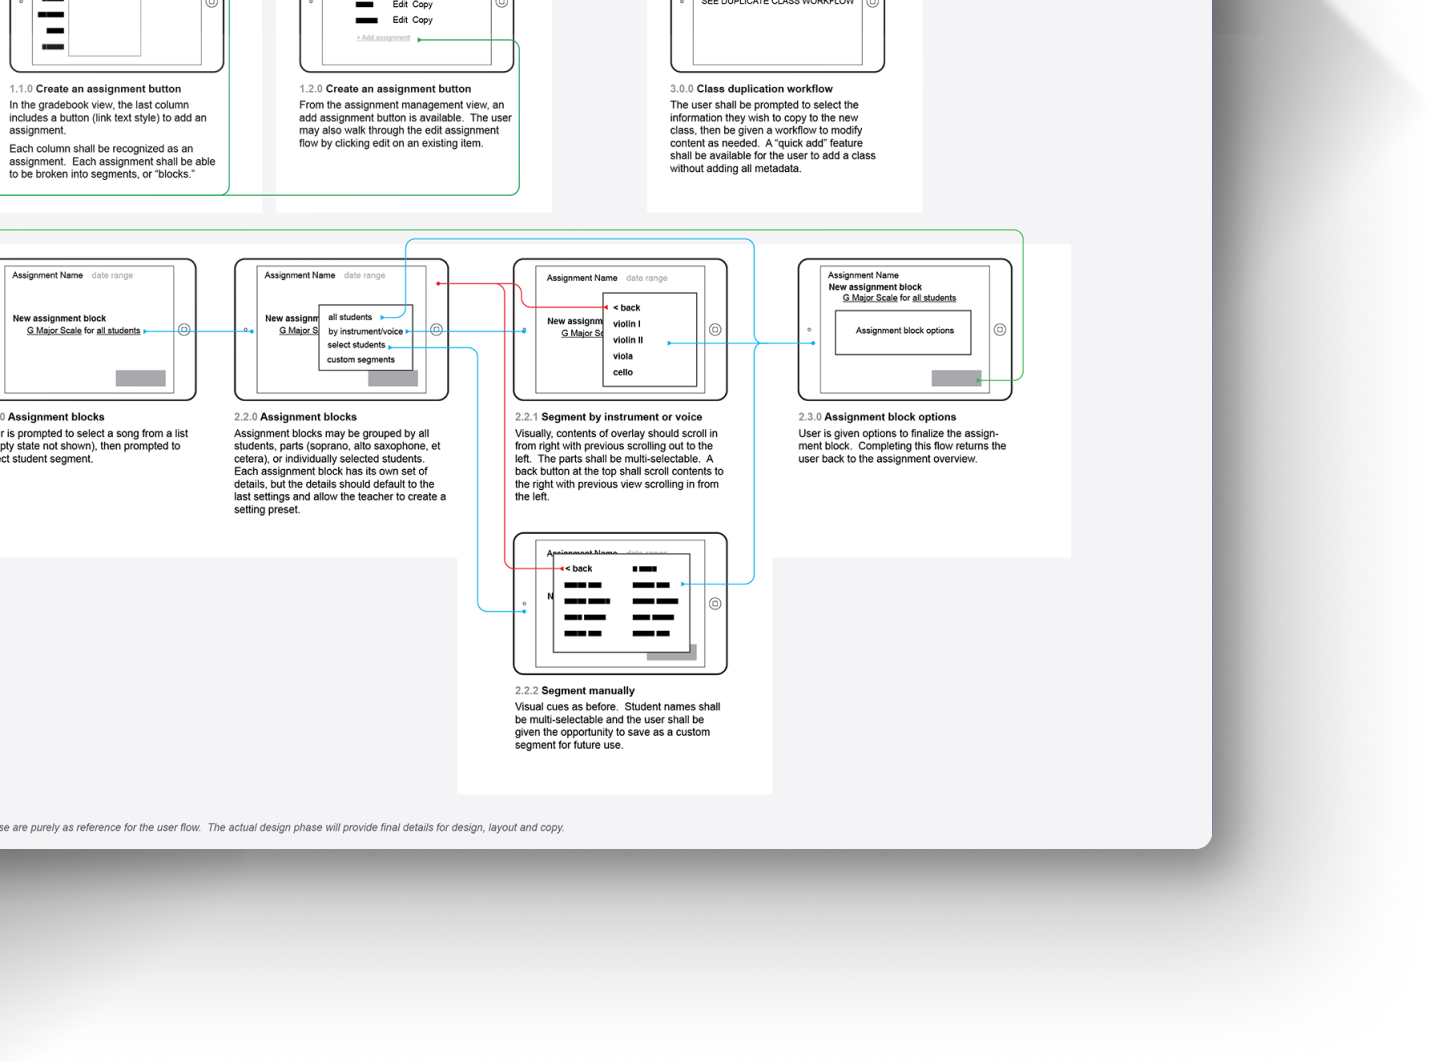 Edit Copy
Edit Copy
+ Add assignment
SEE DUPLICATE CLASS WORKFLOW
1.1.0 Create an assignment button
In the gradebook view, the last column
includes a button (link text style) to add an
assignment.
Each column shall be recognized as an
assignment.  Each assignment shall be able
to be broken into segments, or “blocks.”
1.2.0 Create an assignment button
From the assignment management view, an
add assignment button is available.  The user
may also walk through the edit assignment
flow by clicking edit on an existing item.
3.0.0 Class duplication workflow
The user shall be prompted to select the
information they wish to copy to the new
class, then be given a workflow to modify
content as needed.  A “quick add” feature
shall be available for the user to add a class
without adding all metadata.
Assignment Name date range
New assignment block
G Major Scale for all students
0 Assignment blocks
r is prompted to select a song from a list
pty state not shown), then prompted to
ct student segment.
Assignment Name date range
New assignm
G Major S
all students
by instrument/voice
select students
custom segments
2.2.0 Assignment blocks
Assignment blocks may be grouped by all
students, parts (soprano, alto saxophone, et
cetera), or individually selected students.
Each assignment block has its own set of
details, but the details should default to the
last settings and allow the teacher to create a
setting preset.
Assignment Name date range
New assignm
G Major Sc
< back
violin I
violin II
viola
cello
2.2.1 Segment by instrument or voice
Visually, contents of overlay should scroll in
from right with previous scrolling out to the
left.  The parts shall be multi-selectable.  A
back button at the top shall scroll contents to
the right with previous view scrolling in from
the left.
Assignment Name
New assignment block
G Major Scale for all students
Assignment block options
2.3.0 Assignment block options
User is given options to finalize the assign-
ment block.  Completing this flow returns the
user back to the assignment overview.
Assignment Name date range
N
< back
2.2.2 Segment manually
Visual cues as before.  Student names shall
be multi-selectable and the user shall be
given the opportunity to save as a custom
segment for future use.
se are purely as reference for the user flow.  The actual design phase will provide final details for design, layout and copy.